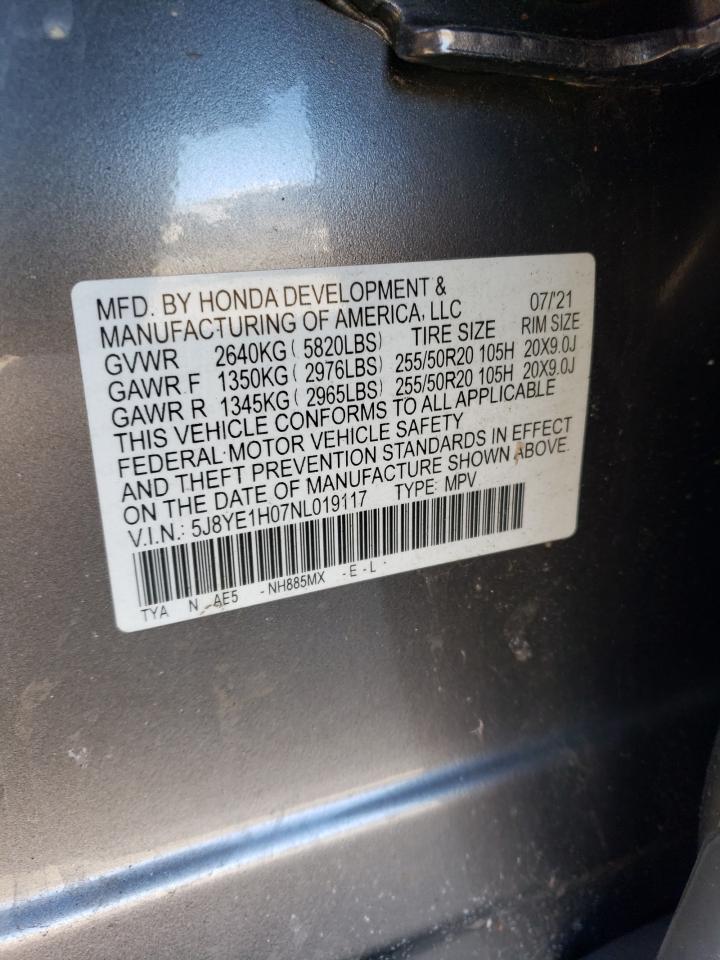 MFD. BY HONDA DEVELOPMENT &
MANUFACTURING OF AMERICA, LLC 07/'21
GVWR 2640KG ( 5820LBS) TIRE SIZE RIM SIZE
GAWR F 1350KG ( 2976LBS) 255/50R20 105H 20X9.0J
GAWR R 1345KG ( 2965LBS) 255/50R20 105H 20X9.0J
THIS VEHICLE CONFORMS TO ALL APPLICABLE
FEDERAL MOTOR VEHICLE SAFETY
AND THEFT PREVENTION STANDARDS IN EFFECT
ON THE DATE OF MANUFACTURE SHOWN ABOVE.
V.I.N.: 5J8YE1H07NL019117 TYPE: MPV
TYA N AE5 -NH885MX -E-L-